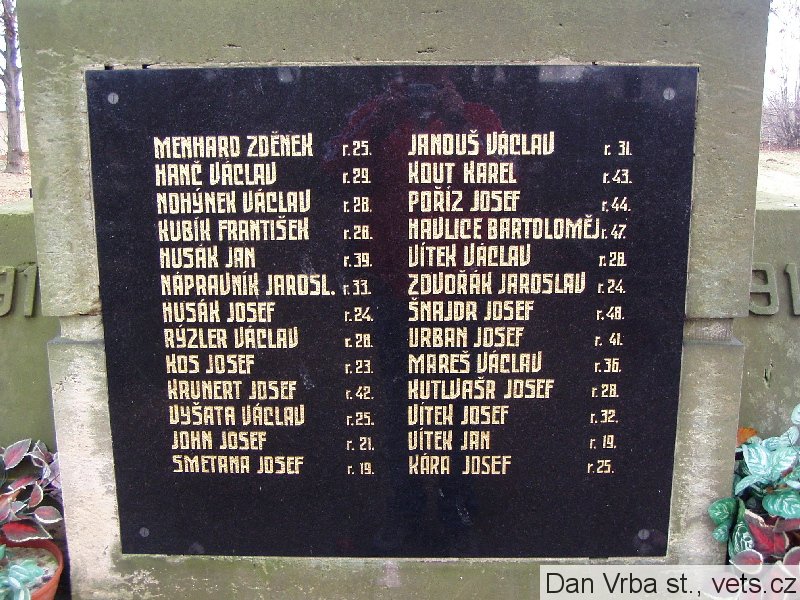 MENHARD ZDĚNEK r. 25.
HANČ VÁCLAV r. 29.
NOHÝNEK VÁCLAV r. 28.
KUBÍK FRANTIŠEK r. 28.
HUSÁK JAN r. 39.
NÁPRAVNÍK JAROSL. r. 33.
HUSÁK JOSEF r. 24.
RÝZLER VÁCLAV r. 28.
KOS JOSEF r. 23.
KRUNERT JOSEF r. 42.
VYŠATA VÁCLAV r. 25.
JOHN JOSEF r. 21.
SMETANA JOSEF r. 19.
JANOUŠ VÁCLAV r. 31.
KOUT KAREL r. 43.
POŘÍZ JOSEF r. 44.
HAVLICE BARTOLOMĚJ r. 47.
VÍTEK VÁCLAV r. 28.
ZDVOŘÁK JAROSLAV r. 24.
ŠNAJDR JOSEF r. 48.
URBAN JOSEF r. 41.
MAREŠ VÁCLAV r. 36.
KUTLVAŠR JOSEF r. 28.
VÍTEK JOSEF r. 32.
VÍTEK JAN r. 19.
KÁRA JOSEF r. 25.
Dan Vrba st., vets.cz